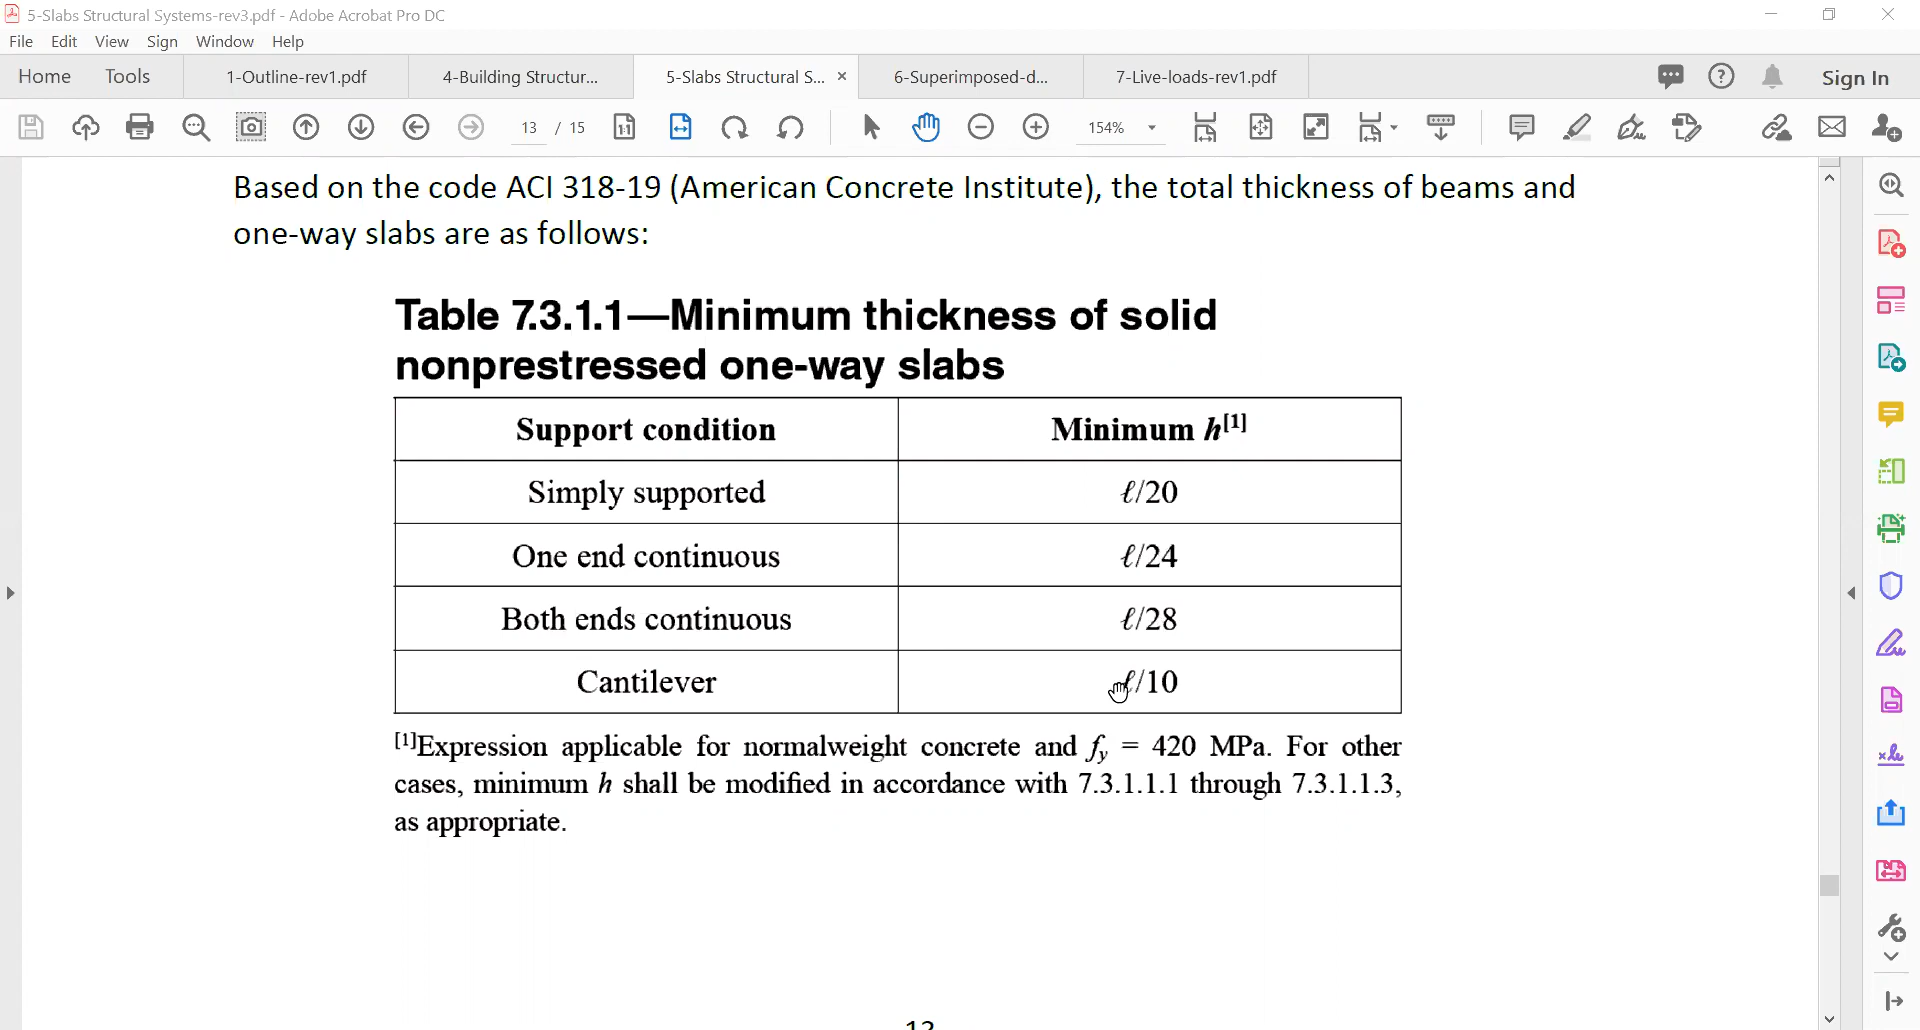 5-Slabs Structural Systems-rev3.pdf - Adobe Acrobat Pro DC
File Edit View Sign Window Help
Home Tools 1-Outline-rev1.pdf 4-Building Structur... 5-Slabs Structural S... × 6-Superimposed-d... 7-Live-loads-rev1.pdf Sign In
13 / 15 154%
Based on the code ACI 318-19 (American Concrete Institute), the total thickness of beams and
one-way slabs are as follows:
Table 7.3.1.1—Minimum thickness of solid
nonprestressed one-way slabs
Support condition Minimum h[1]
Simply supported ℓ/20
One end continuous ℓ/24
Both ends continuous ℓ/28
Cantilever ℓ/10
[1]Expression applicable for normalweight concrete and fy = 420 MPa. For other
cases, minimum h shall be modified in accordance with 7.3.1.1.1 through 7.3.1.1.3,
as appropriate.